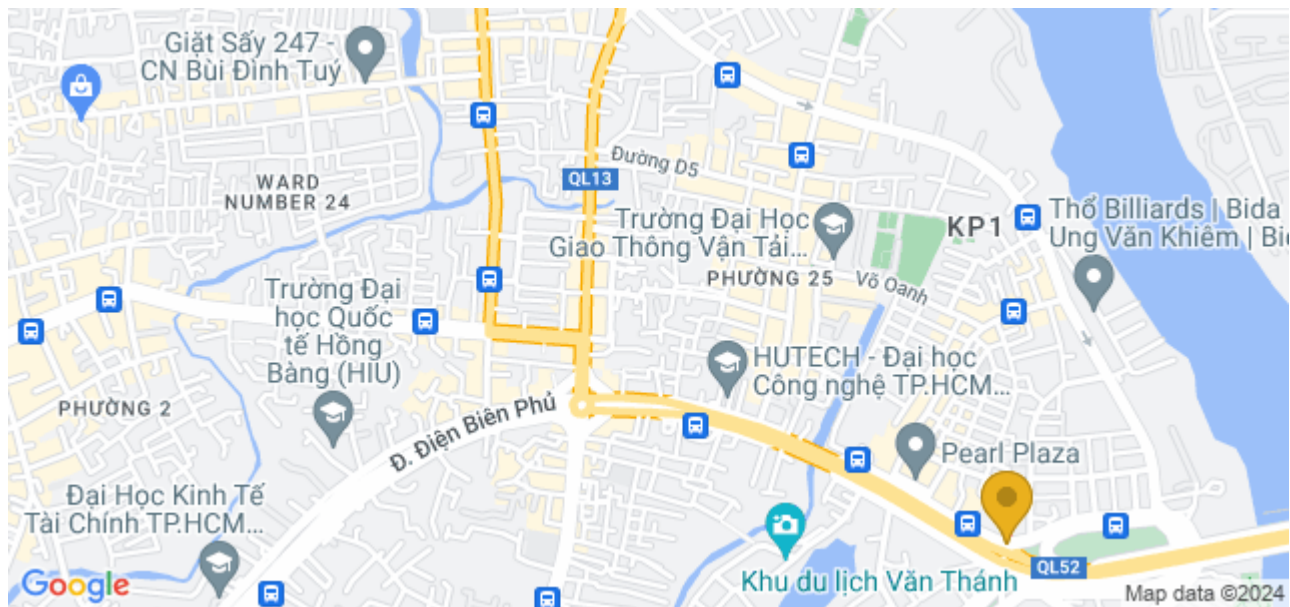 Giặt Sấy 247 -
CN Bùi Đình Tuý
WARD
NUMBER 24
QL13
Đường D5
Trường Đại Học
Giao Thông Vận Tải...
PHƯỜNG 25
KP1
Thổ Billiards | Bida
Ung Văn Khiêm | Bi
Võ Oanh
Trường Đại
học Quốc
tế Hồng
Bàng (HIU)
HUTECH - Đại học
Công nghệ TP.HCM...
PHƯỜNG 2
Đ. Điện Biên Phủ
Pearl Plaza
Đại Học Kinh Tế
Tài Chính TP.HCM...
Khu du lịch Văn Thánh
QL52
Google
Map data ©2024